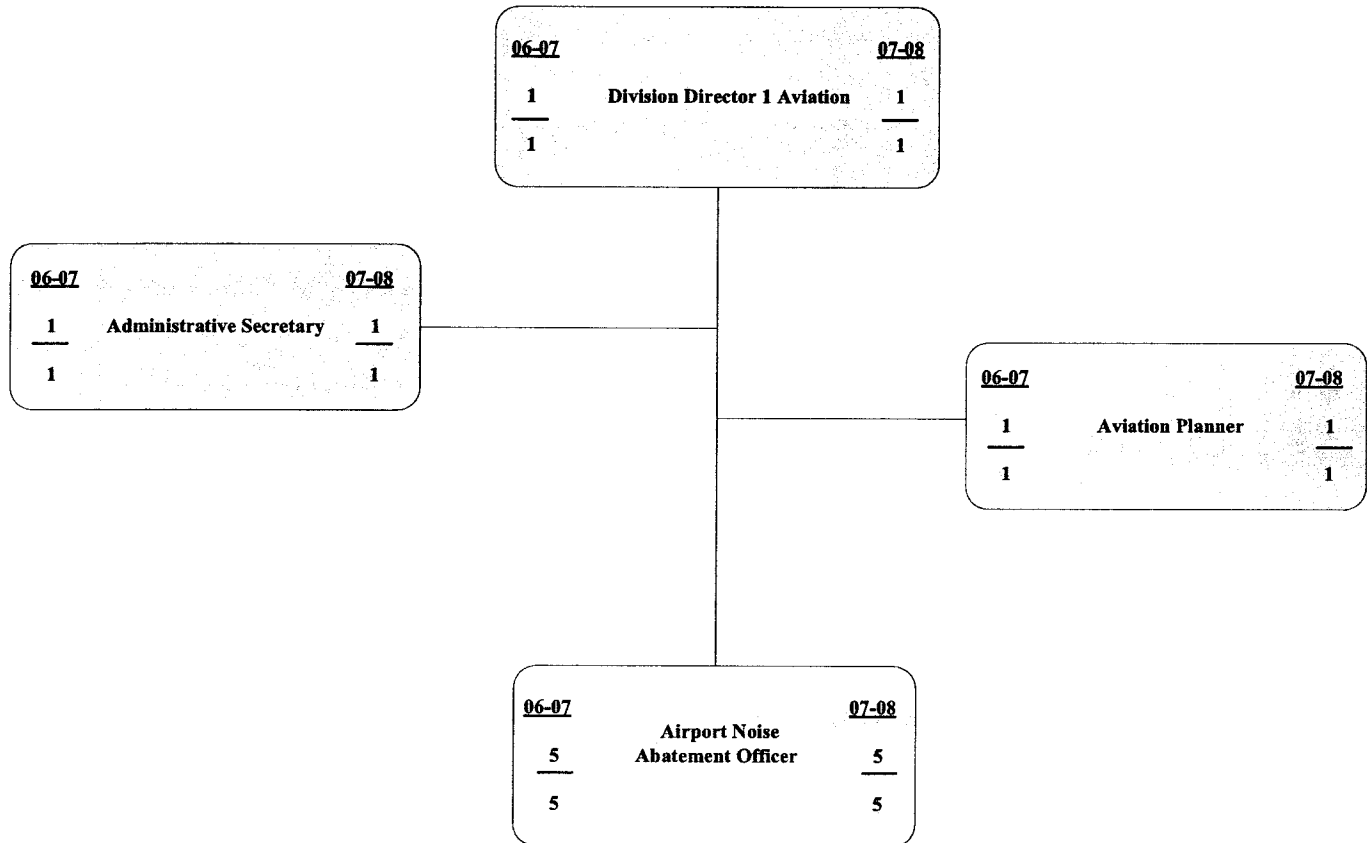 06-07 07-08
1 Division Director 1 Aviation 1
1 1
06-07 07-08
1 Administrative Secretary 1
1 1
06-07 07-08
1 Aviation Planner 1
1 1
06-07 07-08
Airport Noise
5 Abatement Officer 5
5 5